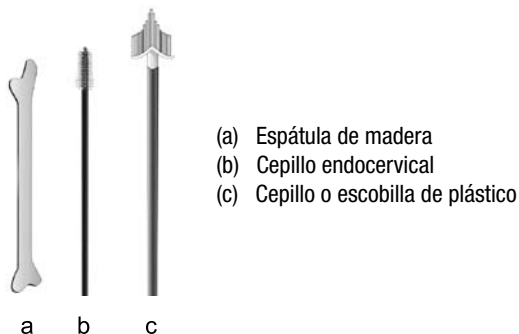 (a) Espátula de madera
(b) Cepillo endocervical
(c) Cepillo o escobilla de plástico
a b c